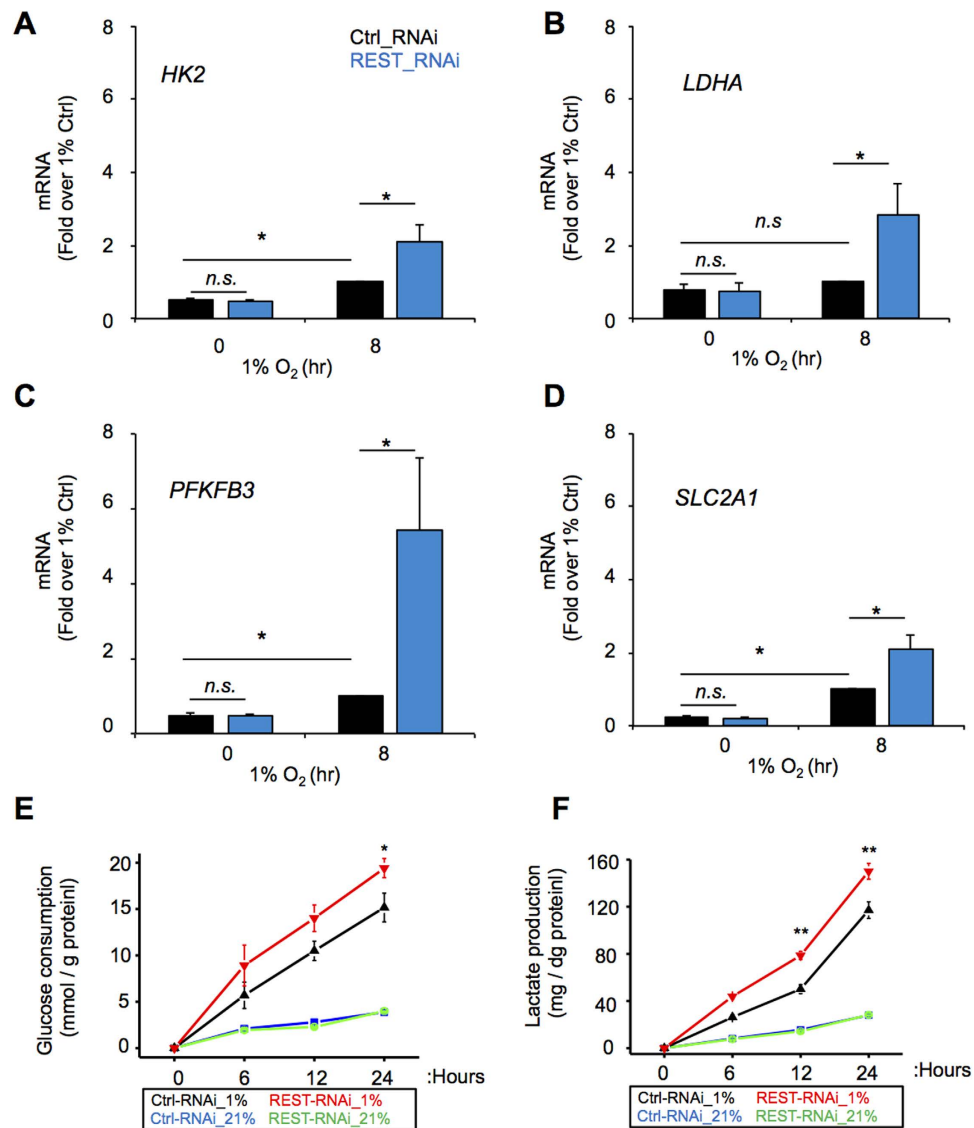 A
8
6
4
2
0
mRNA
(Fold over 1% Ctrl)
HK2
Ctrl_RNAi
REST_RNAi
*
n.s.
*
0
8
1% O2 (hr)
B
8
6
4
2
0
mRNA
(Fold over 1% Ctrl)
LDHA
n.s
n.s.
*
0
8
1% O2 (hr)
C
8
6
4
2
0
mRNA
(Fold over 1% Ctrl)
PFKFB3
*
n.s.
*
0
8
1% O2 (hr)
D
8
6
4
2
0
mRNA
(Fold over 1% Ctrl)
SLC2A1
*
n.s.
*
0
8
1% O2 (hr)
E
Glucose consumption
(mmol / g proteinl)
20
15
10
5
0
*
0 6 12 24 :Hours
Ctrl-RNAi_1% REST-RNAi_1%
Ctrl-RNAi_21% REST-RNAi_21%
F
Lactate production
(mg / dg proteinl)
160
120
80
40
0
**
**
0 6 12 24 :Hours
Ctrl-RNAi_1% REST-RNAi_1%
Ctrl-RNAi_21% REST-RNAi_21%